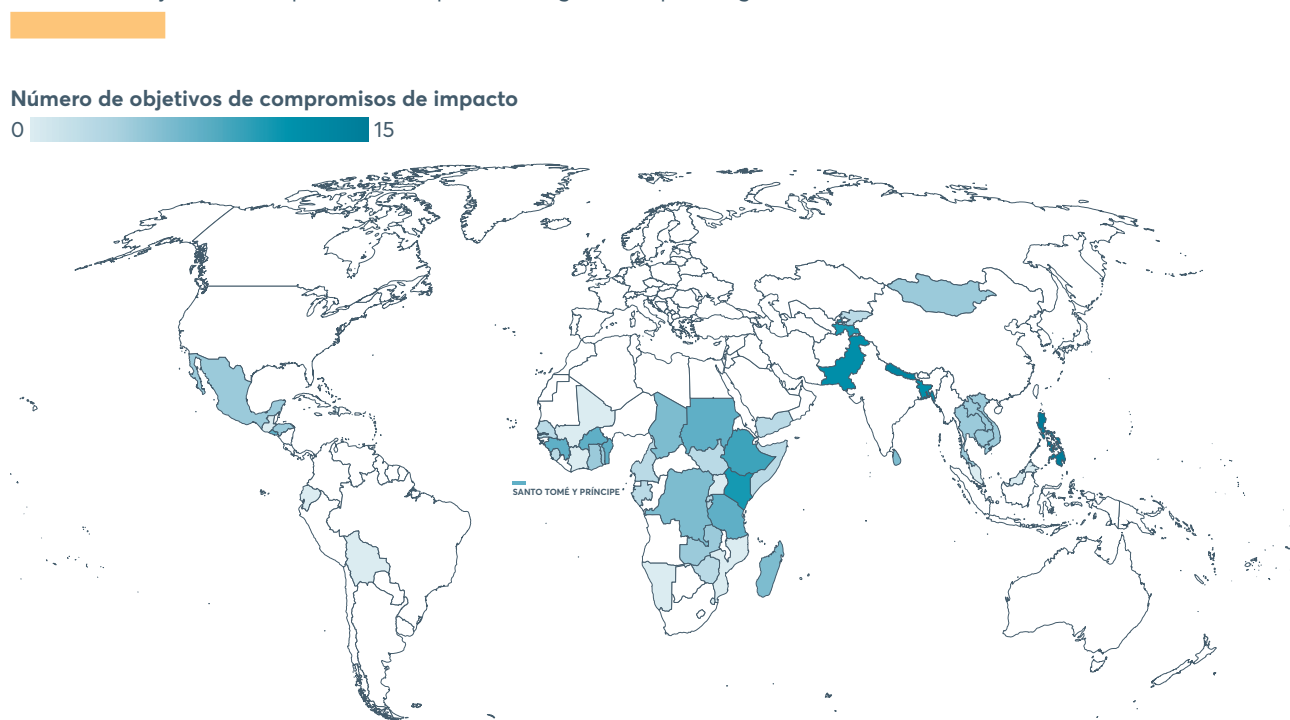 Número de objetivos de compromisos de impacto
0 15
SANTO TOMÉ Y PRÍNCIPE